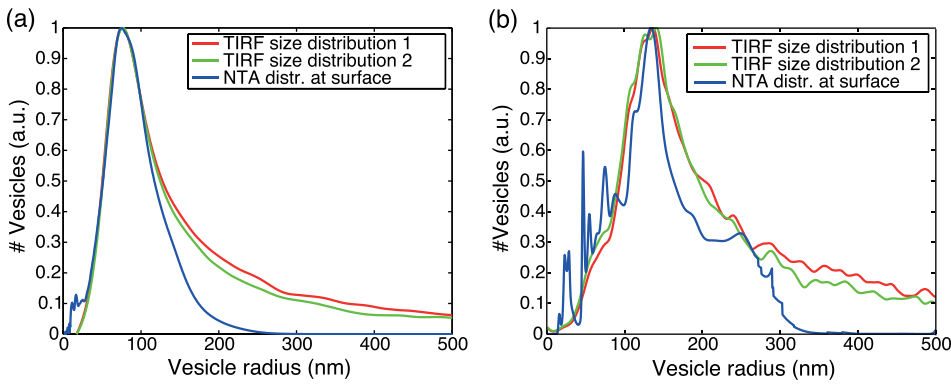 (a)
# Vesicles (a.u.)
1
0.9
0.8
0.7
0.6
0.5
0.4
0.3
0.2
0.1
0
TIRF size distribution 1
TIRF size distribution 2
NTA distr. at surface
0 100 200 300 400 500
Vesicle radius (nm)
(b)
#Vesicles (a.u.)
1
0.9
0.8
0.7
0.6
0.5
0.4
0.3
0.2
0.1
0
TIRF size distribution 1
TIRF size distribution 2
NTA distr. at surface
0 100 200 300 400 500
Vesicle radius (nm)